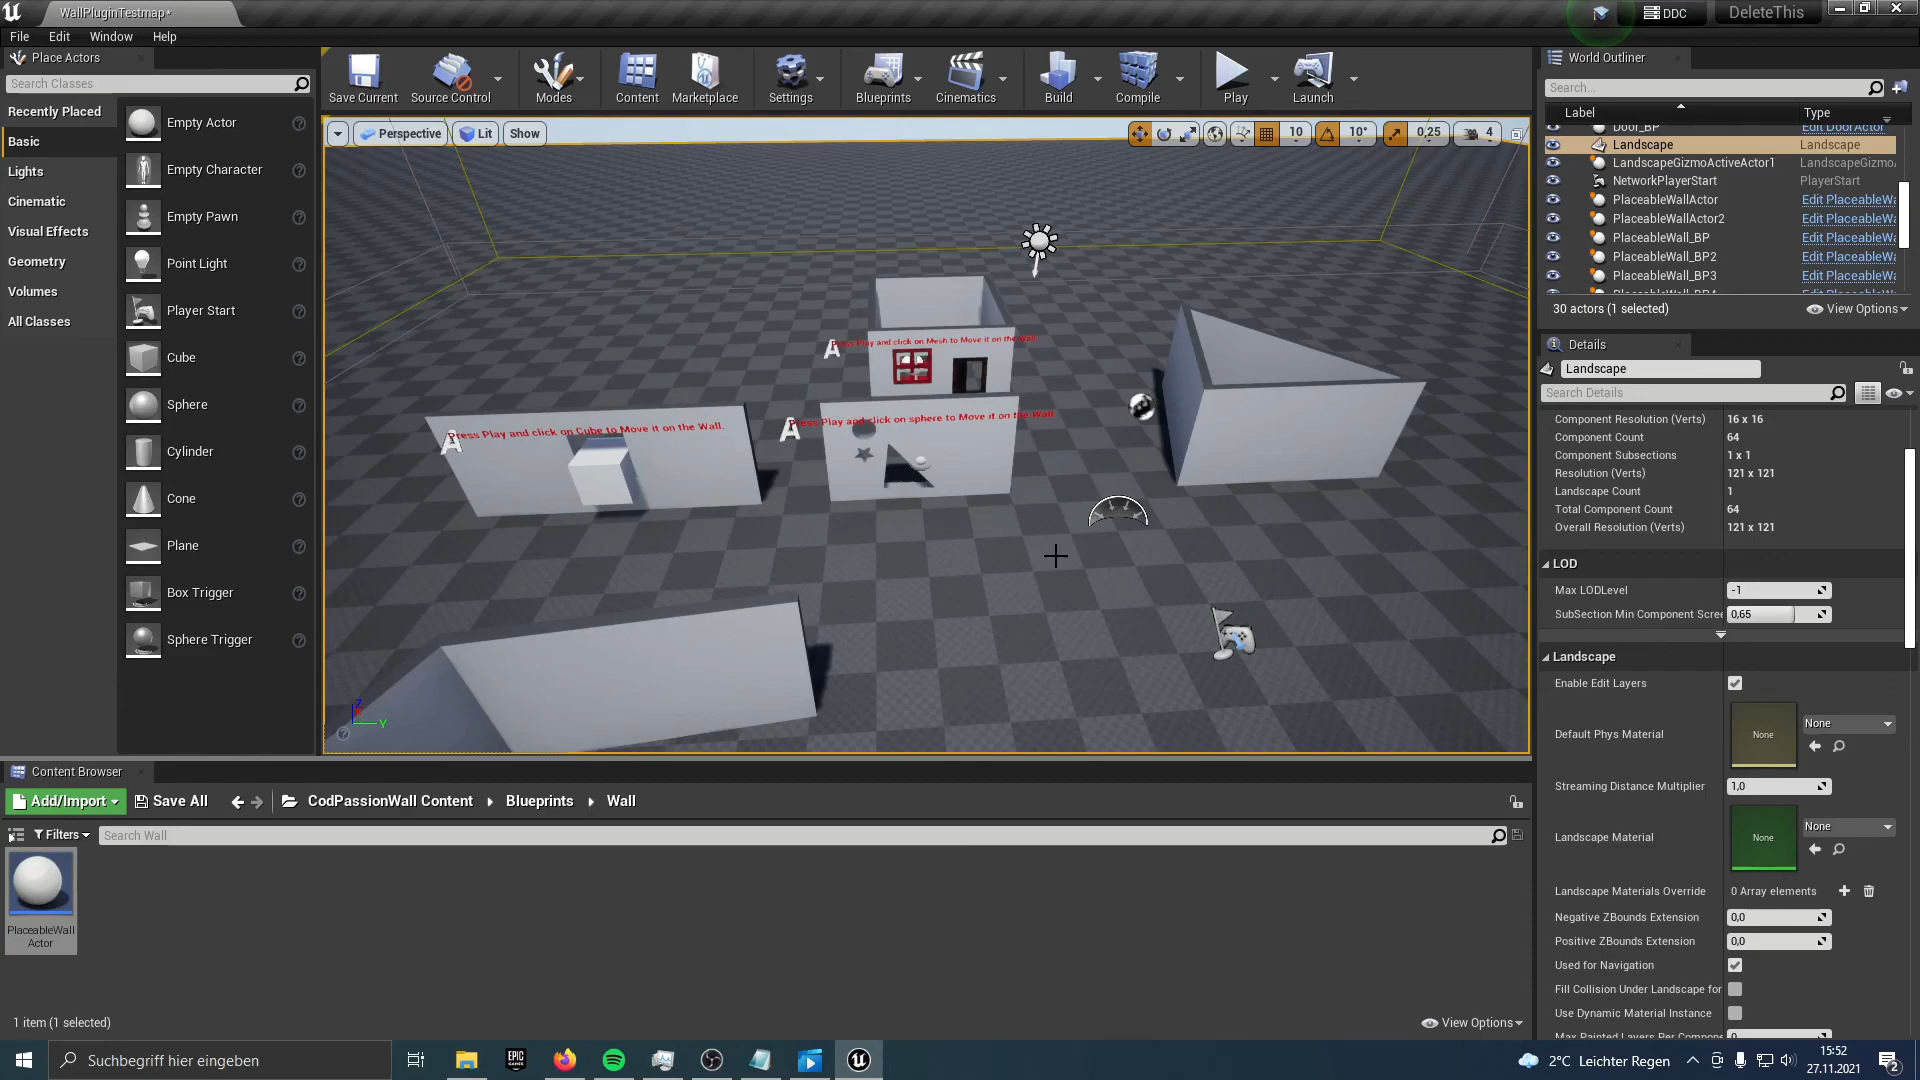 WallPluginTestmap*
DDC
DeleteThis
File
Edit
Window
Help
Place Actors
Search Classes
Recently Placed
Basic
Lights
Cinematic
Visual Effects
Geometry
Volumes
All Classes
Empty Actor
Empty Character
Empty Pawn
Point Light
Player Start
Cube
Sphere
Cylinder
Cone
Plane
Box Trigger
Sphere Trigger
Save Current
Source Control
Modes
Content
Marketplace
Settings
Blueprints
Cinematics
Build
Compile
Play
Launch
Perspective
Lit
Show
10
10°
0,25
4
Press Play and click on Mesh to Move it on the Wall
Press Play and click on sphere to Move it on the Wall
Press Play and click on Cube to Move it on the Wall.
A
A
A
Z
X
Y
World Outliner
Search...
Label
Type
Door_BP
Edit DoorActor
Landscape
Landscape
LandscapeGizmoActiveActor1
LandscapeGizmo
NetworkPlayerStart
PlayerStart
PlaceableWallActor
Edit PlaceableWa
PlaceableWallActor2
Edit PlaceableWa
PlaceableWall_BP
Edit PlaceableWa
PlaceableWall_BP2
Edit PlaceableWa
PlaceableWall_BP3
Edit PlaceableWa
30 actors (1 selected)
View Options
Details
Landscape
Search Details
Component Resolution (Verts)
16 x 16
Component Count
64
Component Subsections
1 x 1
Resolution (Verts)
121 x 121
Landscape Count
1
Total Component Count
64
Overall Resolution (Verts)
121 x 121
LOD
Max LODLevel
-1
SubSection Min Component Scree
0,65
Landscape
Enable Edit Layers
Default Phys Material
None
None
Streaming Distance Multiplier
1,0
Landscape Material
None
None
Landscape Materials Override
0 Array elements
Negative ZBounds Extension
0,0
Positive ZBounds Extension
0,0
Used for Navigation
Fill Collision Under Landscape for
Use Dynamic Material Instance
Max Painted Layers Per Compone
Content Browser
Add/Import
Save All
CodPassionWall Content
Blueprints
Wall
Filters
Search Wall
PlaceableWall
Actor
1 item (1 selected)
View Options
Suchbegriff hier eingeben
EPIC
GAMES
2°C Leichter Regen
15:52
27.11.2021
2